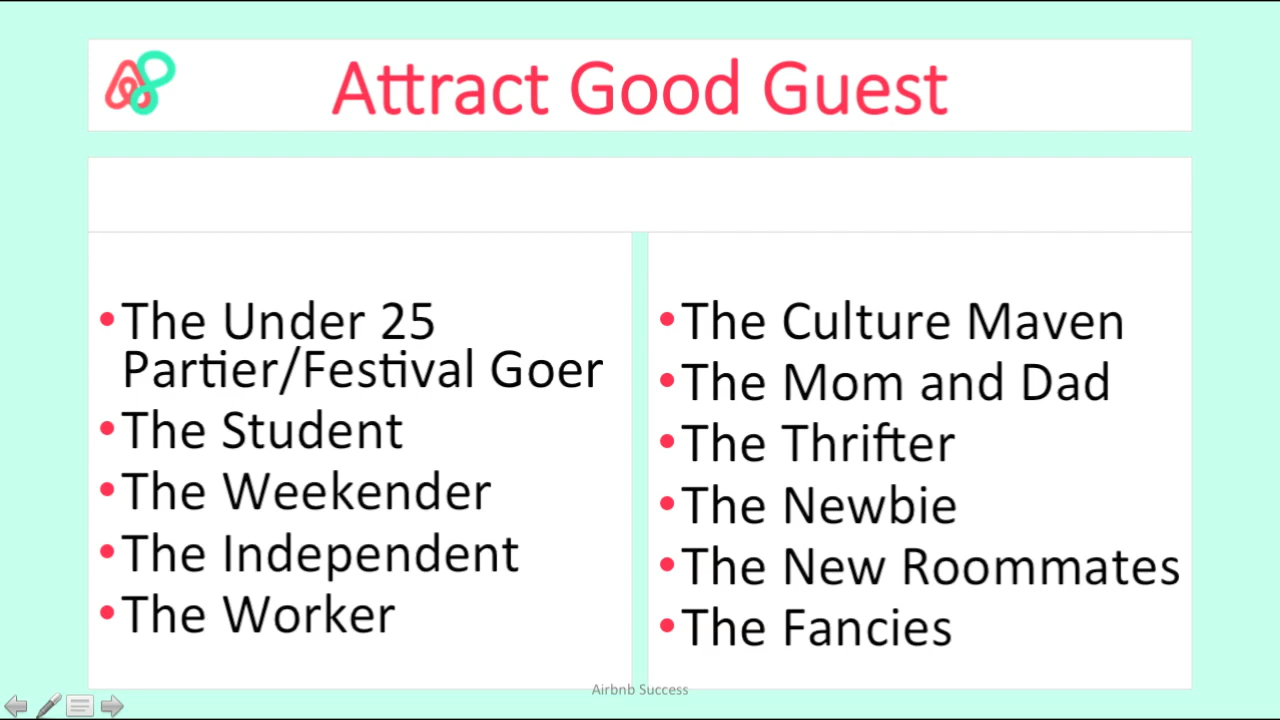 Attract Good Guest
•The Under 25
Partier/Festival Goer
•The Student
•The Weekender
•The Independent
•The Worker
•The Culture Maven
•The Mom and Dad
•The Thrifter
•The Newbie
•The New Roommates
•The Fancies
Airbnb Success